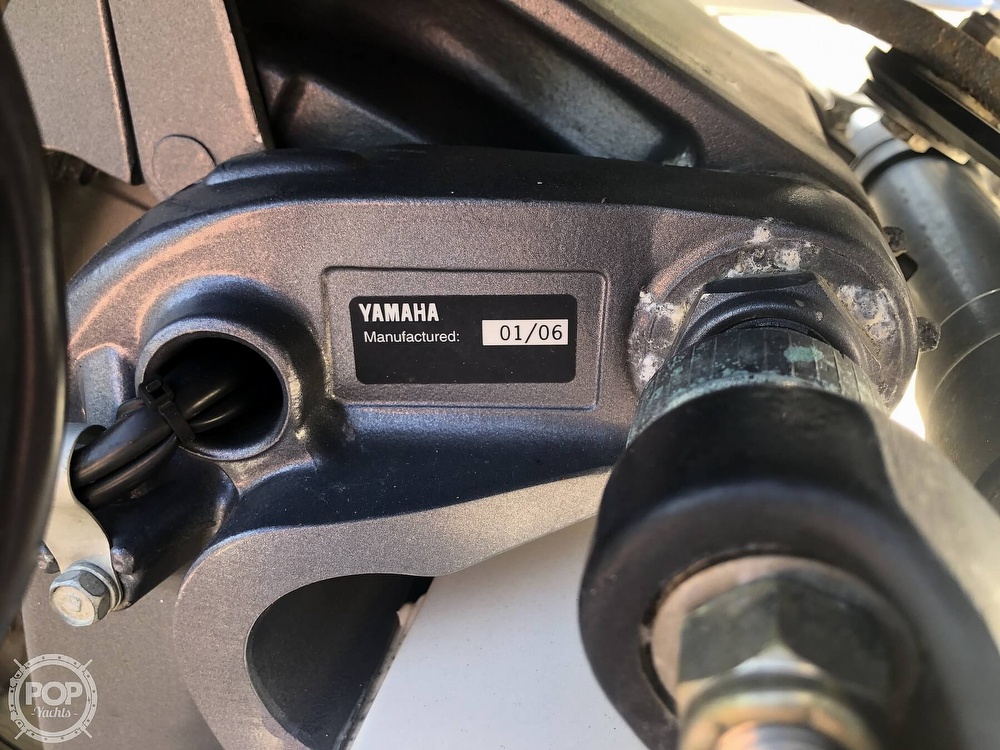 YAMAHA
Manufactured: 01/06
POP
-Yachts-